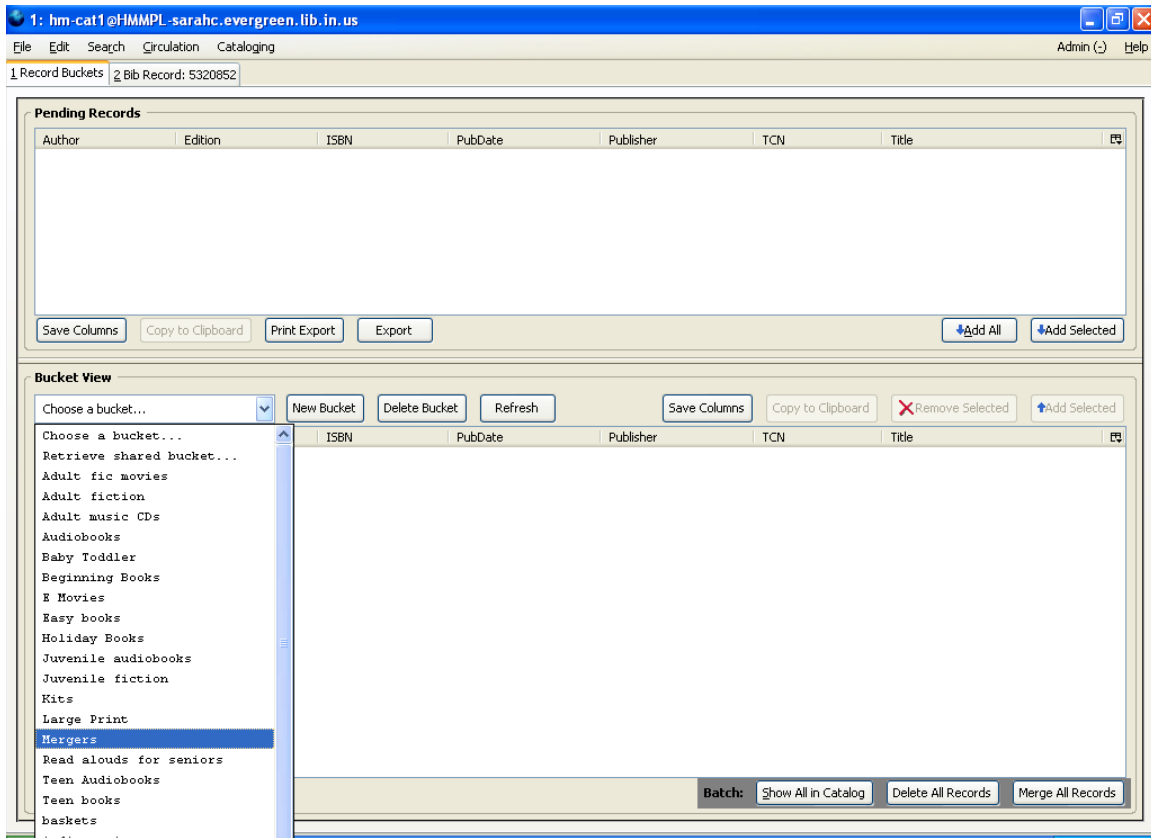 1: hm-cat1@HMMPL-sarahc.evergreen.lib.in.us
File Edit Search Circulation Cataloging Admin (-) Help
1 Record Buckets 2 Bib Record: 5320852
Pending Records
Author Edition ISBN PubDate Publisher TCN Title
Save Columns Copy to Clipboard Print Export Export Add All Add Selected
Bucket View
Choose a bucket... New Bucket Delete Bucket Refresh Save Columns Copy to Clipboard Remove Selected Add Selected
ISBN PubDate Publisher TCN Title
Choose a bucket...
Retrieve shared bucket...
Adult fic movies
Adult fiction
Adult music CDs
Audiobooks
Baby Toddler
Beginning Books
E Movies
Easy books
Holiday Books
Juvenile audiobooks
Juvenile fiction
Kits
Large Print
Mergers
Read alouds for seniors
Teen Audiobooks
Teen books
baskets
Batch: Show All in Catalog Delete All Records Merge All Records